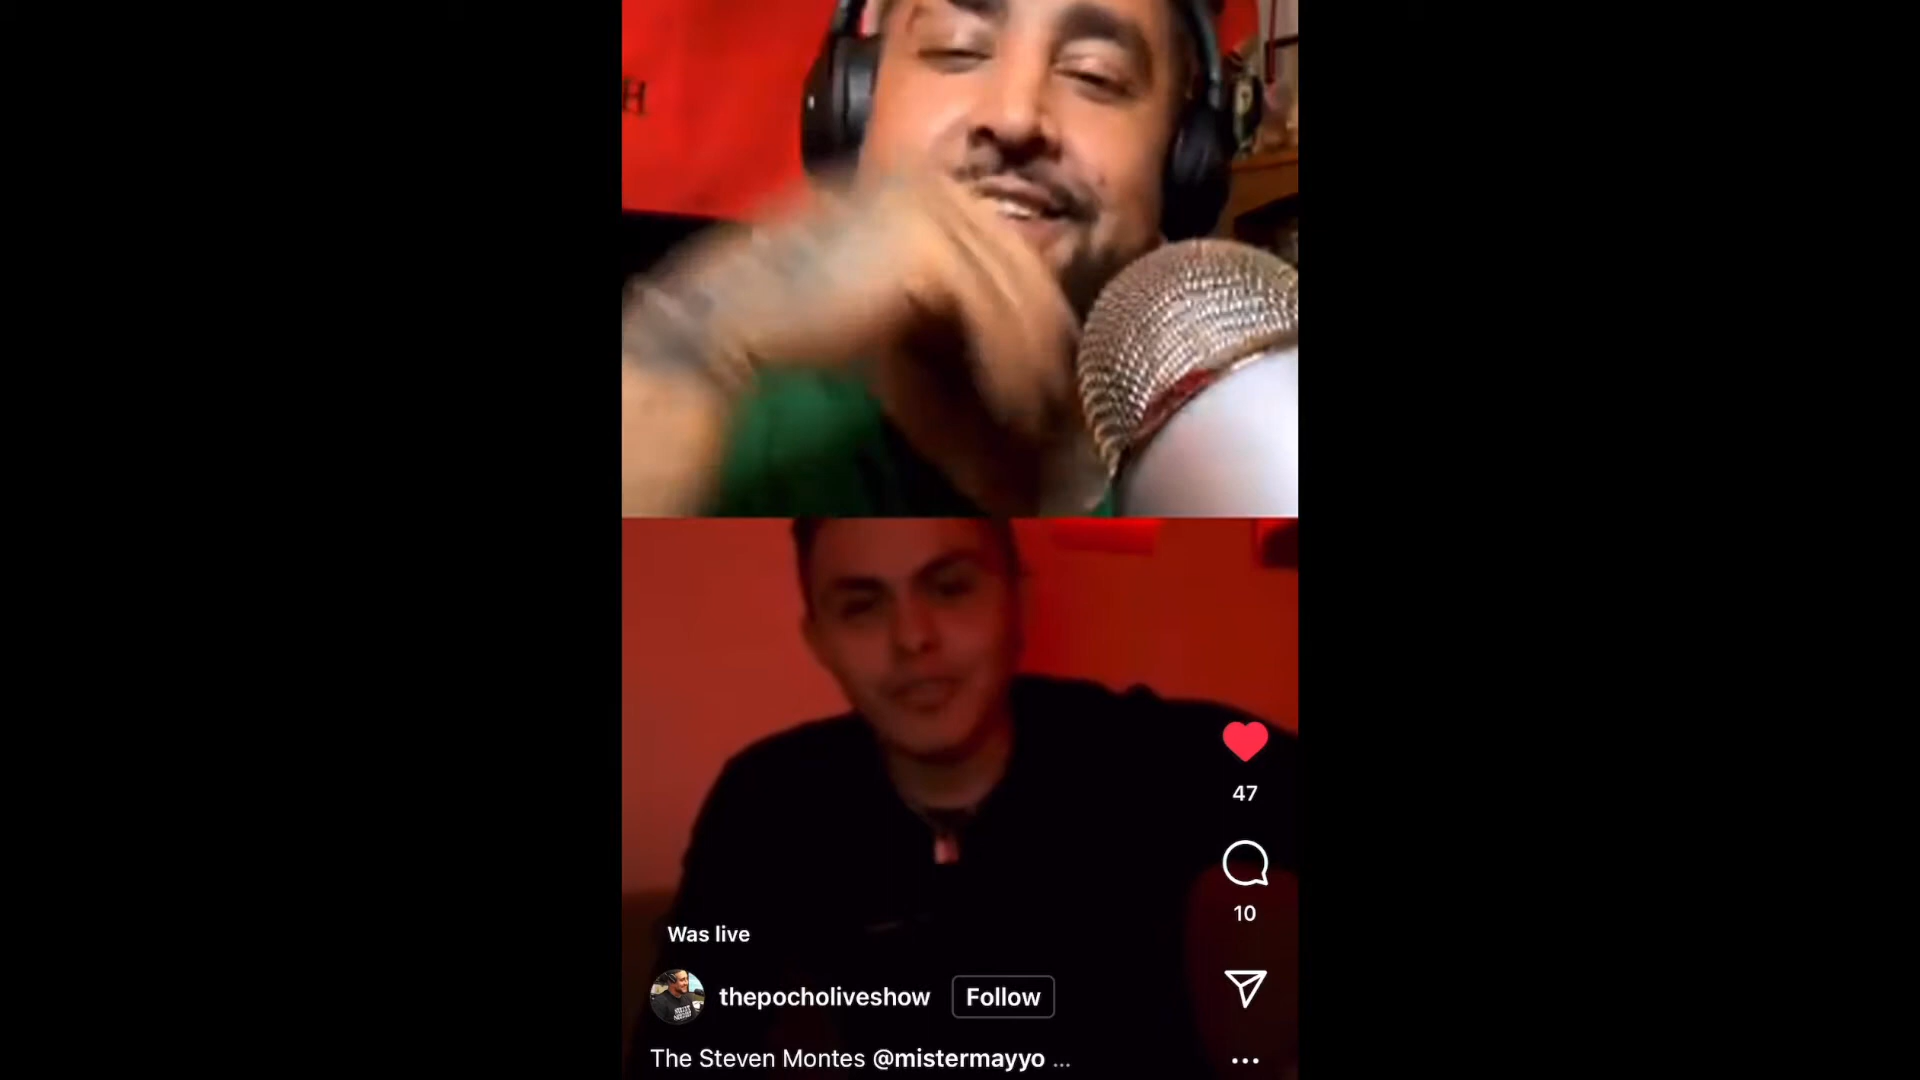 H
Was live
47
10
thepocholiveshow
Follow
The Steven Montes @mistermayyo ...